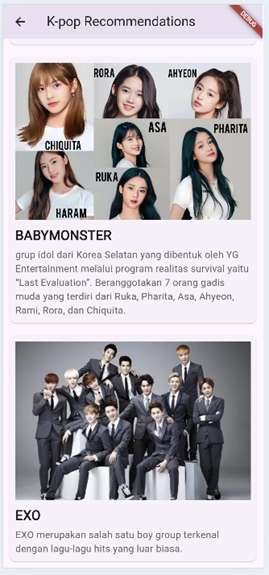 K-pop Recommendations
DEBUG
RORA
AHYEON
ASA
PHARITA
CHIQUITA
RUKA
HARAM
BABYMONSTER
grup idol dari Korea Selatan yang dibentuk oleh YG
Entertainment melalui program realitas survival yaitu
“Last Evaluation”. Beranggotakan 7 orang gadis
muda yang terdiri dari Ruka, Pharita, Asa, Ahyeon,
Rami, Rora, dan Chiquita.
EXO
EXO merupakan salah satu boy group terkenal
dengan lagu-lagu hits yang luar biasa.